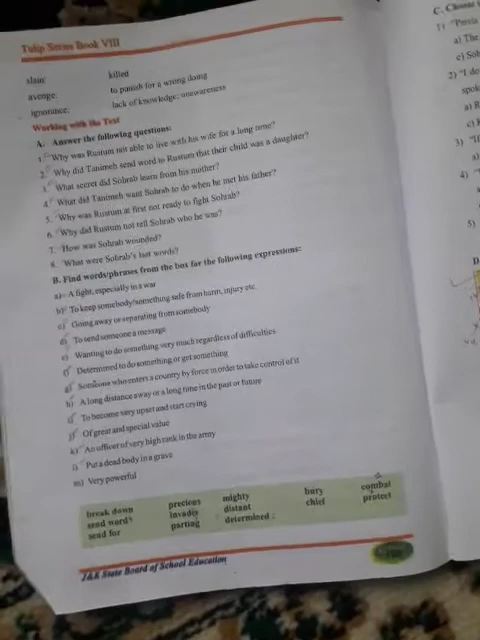 Tulip Series Book VIII
slain: killed
avenge: to punish for a wrong doing
ignorance: lack of knowledge; unawareness
Working with the Text
A. Answer the following questions:
1. Why was Rustum not able to live with his wife for a long time?
2. Why did Tanimeh send word to Rustum that their child was a daughter?
3. What secret did Sohrab learn from his mother?
4. What did Tanimeh want Sohrab to do when he met his father?
5. Why was Rustum at first not ready to fight Sohrab?
6. Why did Rustum not tell Sohrab who he was?
7. How was Sohrab wounded?
8. What were Sohrab's last words?
B. Find words/phrases from the box for the following expressions:
a) A fight, especially in a war
b) To keep somebody/something safe from harm, injury etc.
c) Going away or separating from somebody
d) To send someone a message
e) Wanting to do something very much regardless of difficulties
f) Determined to do something or get something
g) Someone who enters a country by force in order to take control of it
h) A long distance away or a long time in the past or future
i) To become very upset and start crying
j) Of great and special value
k) An officer of very high rank in the army
l) Put a dead body in a grave
m) Very powerful
break down precious mighty bury combat
send word invader distant chief protect
send for parting determined
J&K State Board of School Education
C. Choose
1) "Persia
a) The
c) Soh
2) "I do
spok
a) R
c)
3) "If
a)
4) "
5)
D